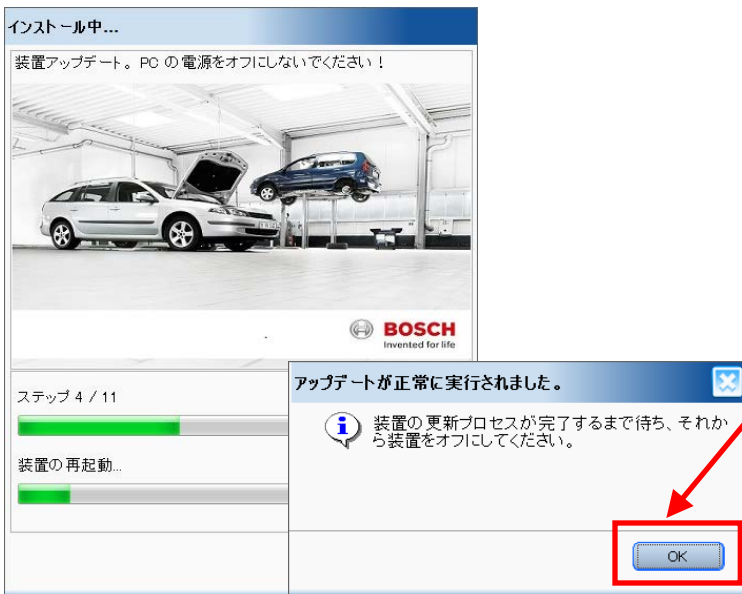 インストール中...
装置アップデート。PC の電源をオフにしないでください！
BOSCH
Invented for life
ステップ 4 / 11
装置の再起動...
アップデートが正常に実行されました。
装置の更新プロセスが完了するまで待ち、それか
ら装置をオフにしてください。
OK